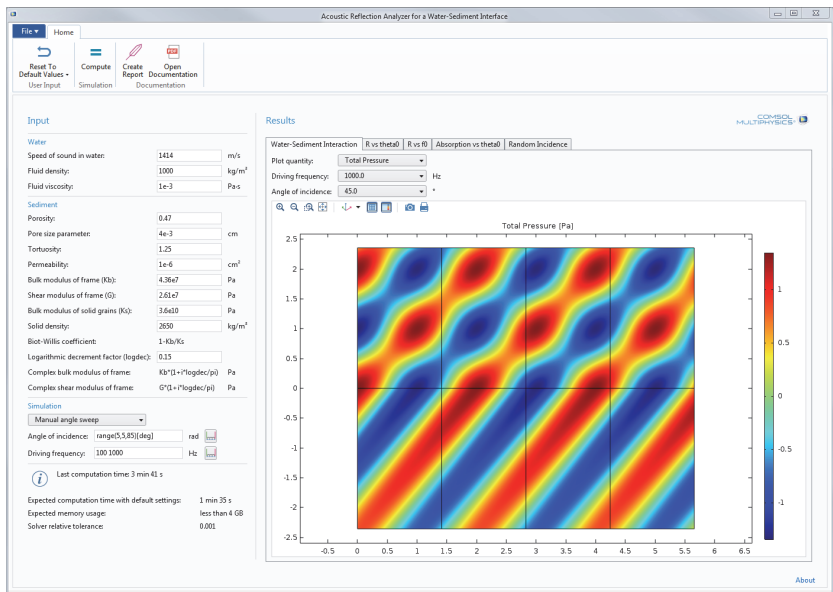 Acoustic Reflection Analyzer for a Water-Sediment Interface
File Home
Reset To Default Values
Compute
Create Report
Open Documentation
User Input Simulation Documentation
Input
Water
Speed of sound in water: 1414 m/s
Fluid density: 1000 kg/m³
Fluid viscosity: 1e-3 Pa·s
Sediment
Porosity: 0.47
Pore size parameter: 4e-3 cm
Tortuosity: 1.25
Permeability: 1e-6 cm²
Bulk modulus of frame (Kb): 4.36e7 Pa
Shear modulus of frame (G): 2.61e7 Pa
Bulk modulus of solid grains (Ks): 3.6e10 Pa
Solid density: 2650 kg/m³
Biot-Willis coefficient: 1-Kb/Ks
Logarithmic decrement factor (logdec): 0.15
Complex bulk modulus of frame: Kb*(1+i*logdec/pi) Pa
Complex shear modulus of frame: G*(1+i*logdec/pi) Pa
Simulation
Manual angle sweep
Angle of incidence: range(5,5,85)[deg] rad
Driving frequency: 100 1000 Hz
Last computation time: 3 min 41 s
Expected computation time with default settings: 1 min 35 s
Expected memory usage: less than 4 GB
Solver relative tolerance: 0.001
Results
COMSOL
MULTIPHYSICS®
Water-Sediment Interaction R vs theta0 R vs f0 Absorption vs theta0 Random Incidence
Plot quantity: Total Pressure
Driving frequency: 1000.0 Hz
Angle of incidence: 45.0 °
Total Pressure (Pa)
2.5
2
1.5
1
0.5
0
-0.5
-1
-1.5
-2
-2.5
-0.5 0 0.5 1 1.5 2 2.5 3 3.5 4 4.5 5 5.5 6 6.5
1
0.5
0
-0.5
-1
About